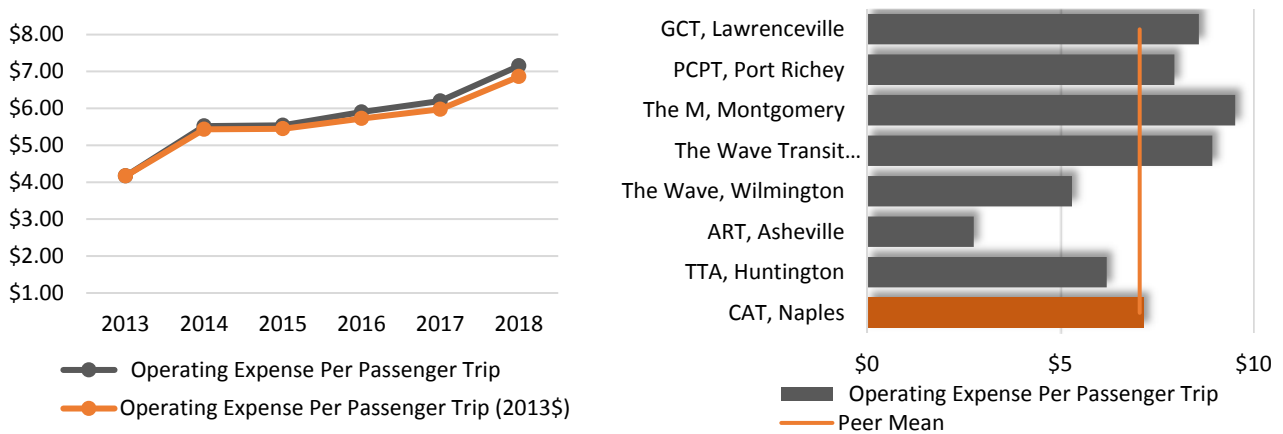 $8.00
$7.00
$6.00
$5.00
$4.00
$3.00
$2.00
$1.00
2013 2014 2015 2016 2017 2018
Operating Expense Per Passenger Trip
Operating Expense Per Passenger Trip (2013$)
GCT, Lawrenceville
PCPT, Port Richey
The M, Montgomery
The Wave Transit...
The Wave, Wilmington
ART, Asheville
TTA, Huntington
CAT, Naples
$0 $5 $10
Operating Expense Per Passenger Trip
Peer Mean